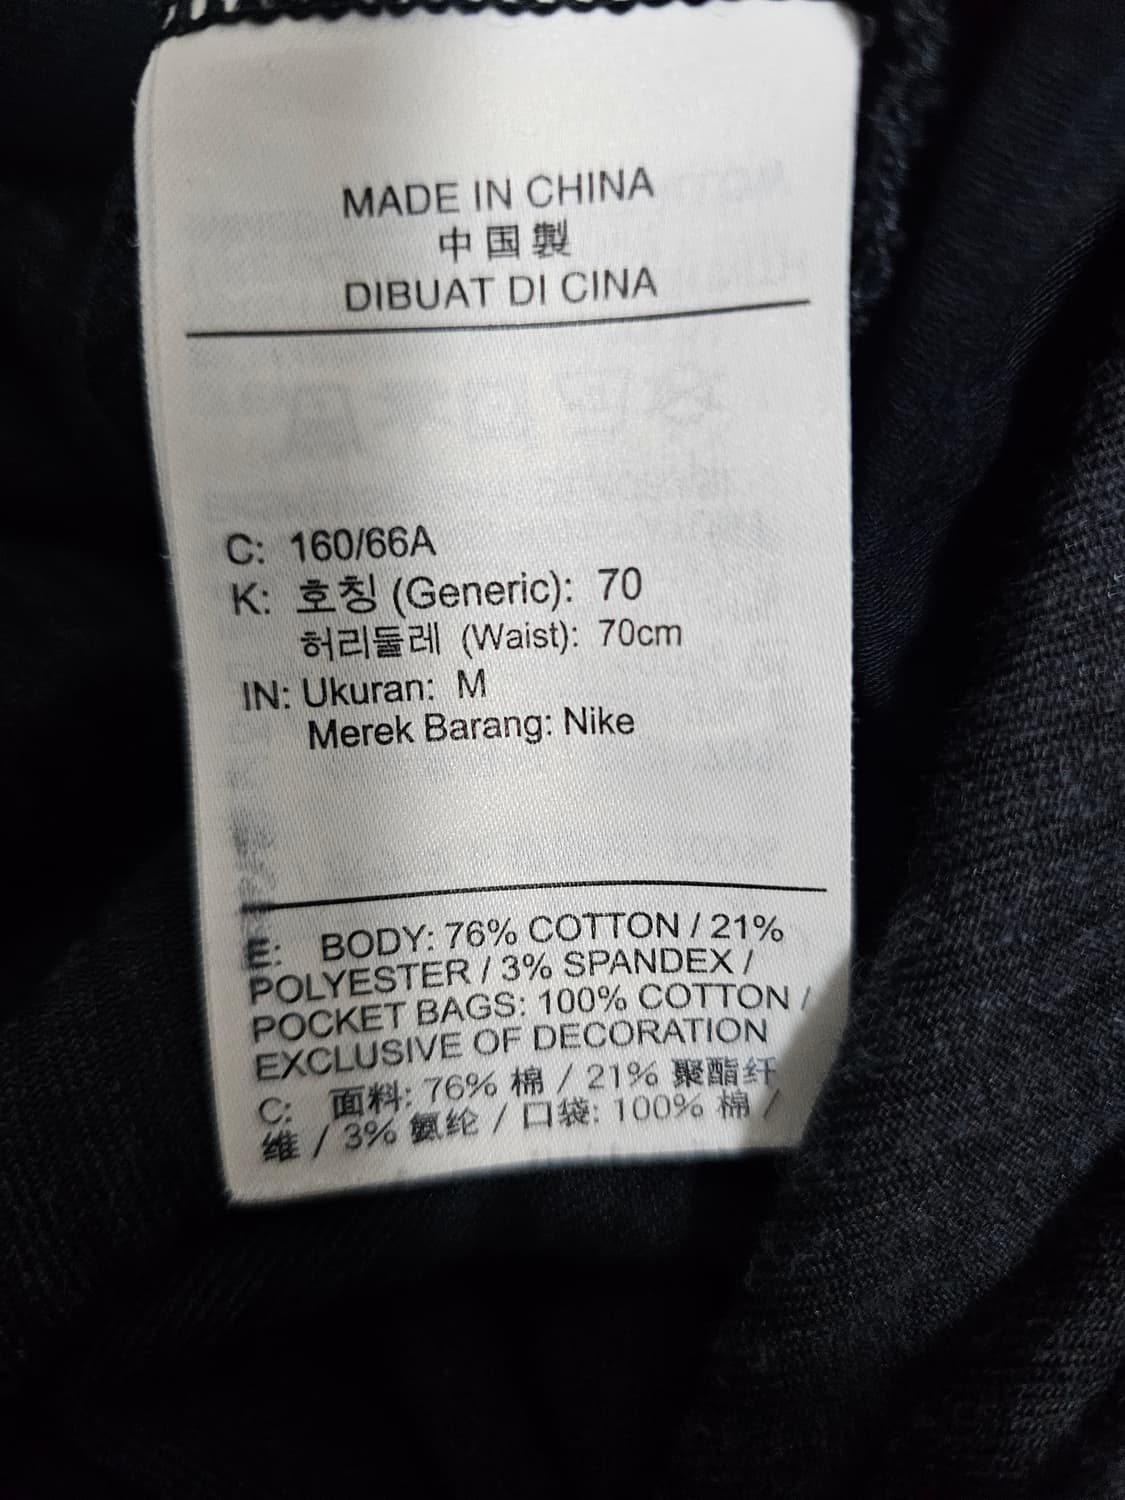 MADE IN CHINA
中国製
DIBUAT DI CINA
C: 160/66A
K: 호칭 (Generic): 70
허리둘레 (Waist): 70cm
IN: Ukuran: M
Merek Barang: Nike
E: BODY: 76% COTTON / 21%
POLYESTER / 3% SPANDEX /
POCKET BAGS: 100% COTTON /
EXCLUSIVE OF DECORATION
C: 面料: 76% 棉 / 21% 聚酯纤
维 / 3% 氨纶 / 口袋: 100% 棉 /